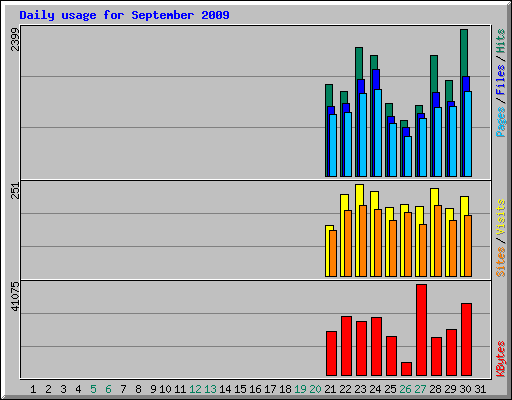 Daily usage for September 2009
2399
Pages / Files / Hits
251
Sites / Visits
41075
KBytes
1 2 3 4 5 6 7 8 9 10 11 12 13 14 15 16 17 18 19 20 21 22 23 24 25 26 27 28 29 30 31